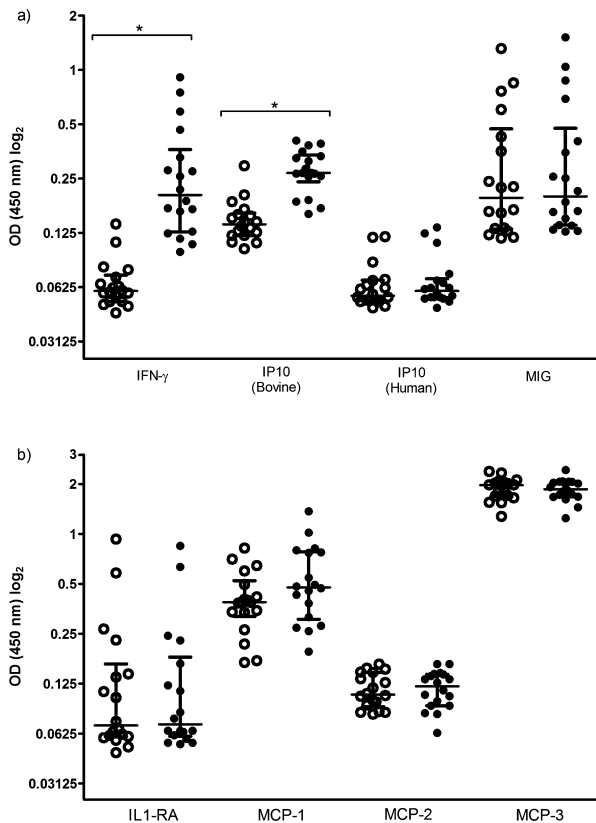 a)
*
*
OD (450 nm) log2
2
1
0.5
0.25
0.125
0.0625
0.03125
IFN-γ
IP10
(Bovine)
IP10
(Human)
MIG
b)
OD (450 nm) log2
3
2
1
0.5
0.25
0.125
0.0625
0.03125
IL1-RA
MCP-1
MCP-2
MCP-3